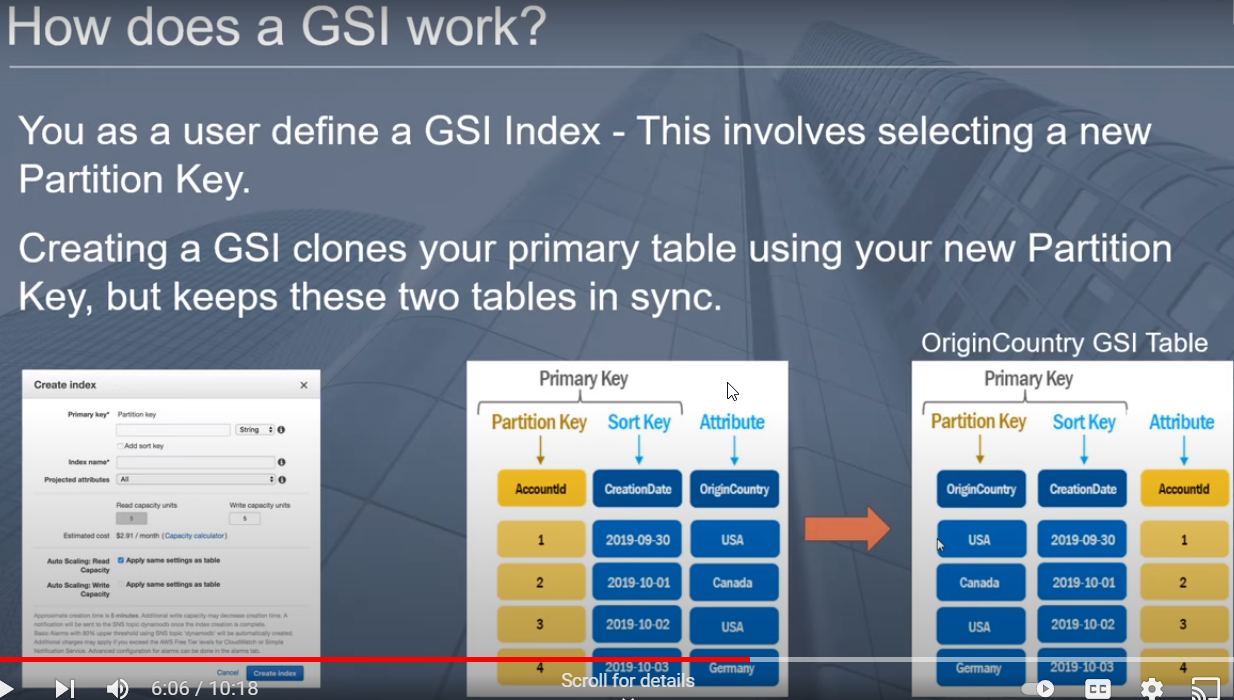 How does a GSI work?
You as a user define a GSI Index - This involves selecting a new
Partition Key.
Creating a GSI clones your primary table using your new Partition
Key, but keeps these two tables in sync.
Create index
Primary key* Partition key
String
Add sort key
Index name*
Projected attributes All
Read capacity units Write capacity units
5 5
Estimated cost $2.91 / month (Capacity calculator)
Auto Scaling: Read
Capacity
Apply same settings as table
Auto Scaling: Write
Capacity
Apply same settings as table
Approximate creation time is 5 minutes. Additional write capacity may decrease creation time. A
notification will be sent to the SNS topic dynamodb once the index creation is complete.
Basic Alarms with 80% upper threshold using SNS topic 'dynamodb' will be automatically created.
Additional charges may apply if you exceed the AWS Free Tier levels for CloudWatch or Simple
Notification Service. Advanced configuration for alarms can be done in the alarms tab.
Cancel Create index
Primary Key
Partition Key Sort Key Attribute
AccountId CreationDate OriginCountry
1 2019-09-30 USA
2 2019-10-01 Canada
3 2019-10-02 USA
4 2019-10-03 Germany
OriginCountry GSI Table
Primary Key
Partition Key Sort Key Attribute
OriginCountry CreationDate AccountId
USA 2019-09-30 1
Canada 2019-10-01 2
USA 2019-10-02 3
Germany 2019-10-03 4
Scroll for details
6:06 / 10:18
CC